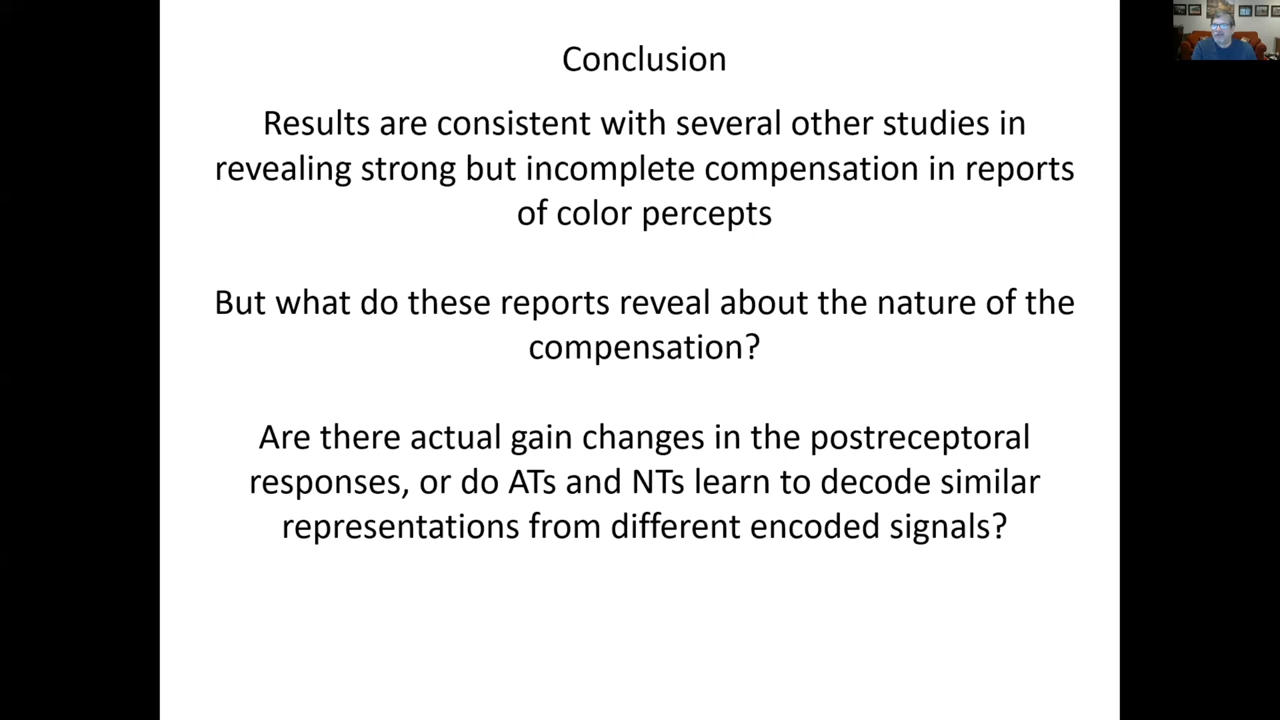 Conclusion
Results are consistent with several other studies in
revealing strong but incomplete compensation in reports
of color percepts
But what do these reports reveal about the nature of the
compensation?
Are there actual gain changes in the postreceptoral
responses, or do ATs and NTs learn to decode similar
representations from different encoded signals?